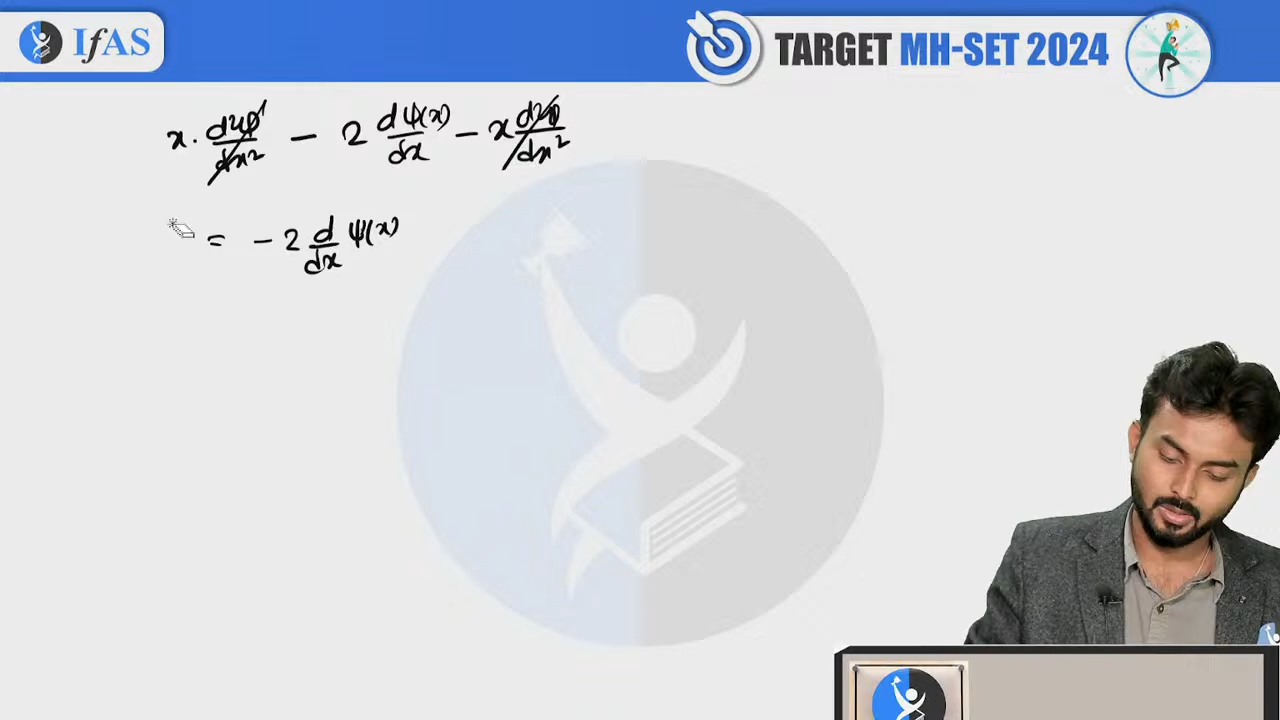 IfAS
TARGET MH-SET 2024
x · d²ψ/dx² − 2 dψ(x)/dx − x d²ψ/dx²
= −2 d/dx ψ(x)